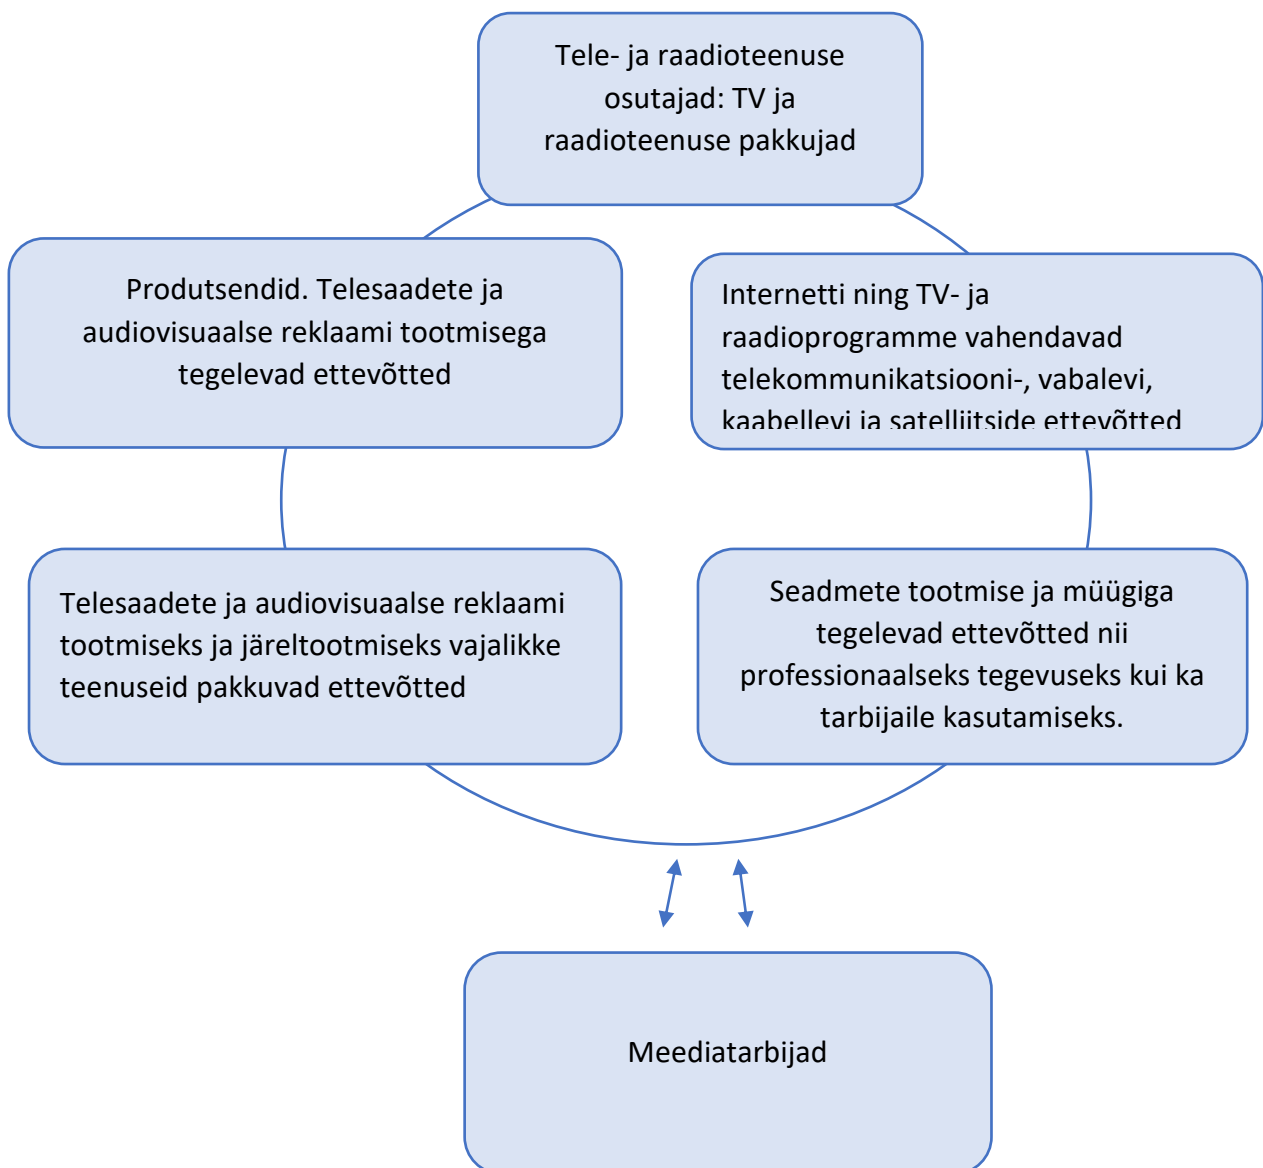 Tele- ja raadioteenuse
osutajad: TV ja
raadioteenuse pakkujad
Produtsendid. Telesaadete ja
audiovisuaalse reklaami tootmisega
tegelevad ettevõtted
Internetti ning TV- ja
raadioprogramme vahendavad
telekommunikatsiooni-, vabalevi,
kaabellevi ja satelliitside ettevõtted
Telesaadete ja audiovisuaalse reklaami
tootmiseks ja järeltootmiseks vajalikke
teenuseid pakkuvad ettevõtted
Seadmete tootmise ja müügiga
tegelevad ettevõtted nii
professionaalseks tegevuseks kui ka
tarbijaile kasutamiseks.
Meediatarbijad